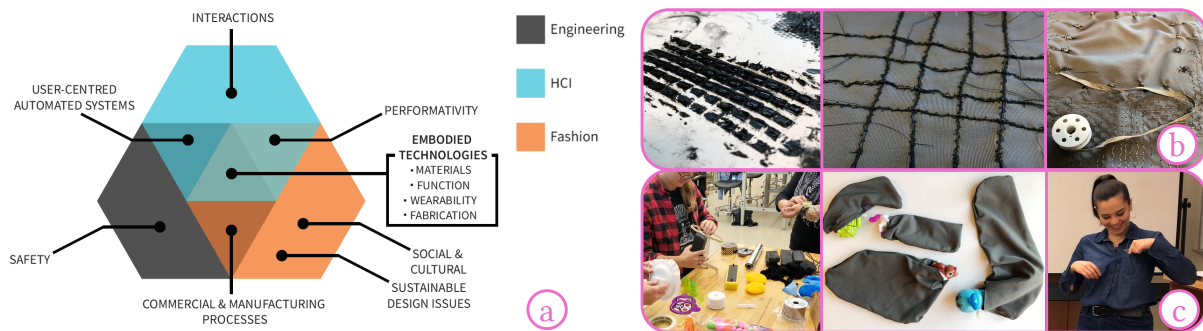 INTERACTIONS
USER-CENTRED
AUTOMATED SYSTEMS
PERFORMATIVITY
EMBODIED
TECHNOLOGIES
• MATERIALS
• FUNCTION
• WEARABILITY
• FABRICATION
SAFETY
SOCIAL &
CULTURAL
SUSTAINABLE
DESIGN ISSUES
COMMERCIAL & MANUFACTURING
PROCESSES
Engineering
HCI
Fashion
a
b
c